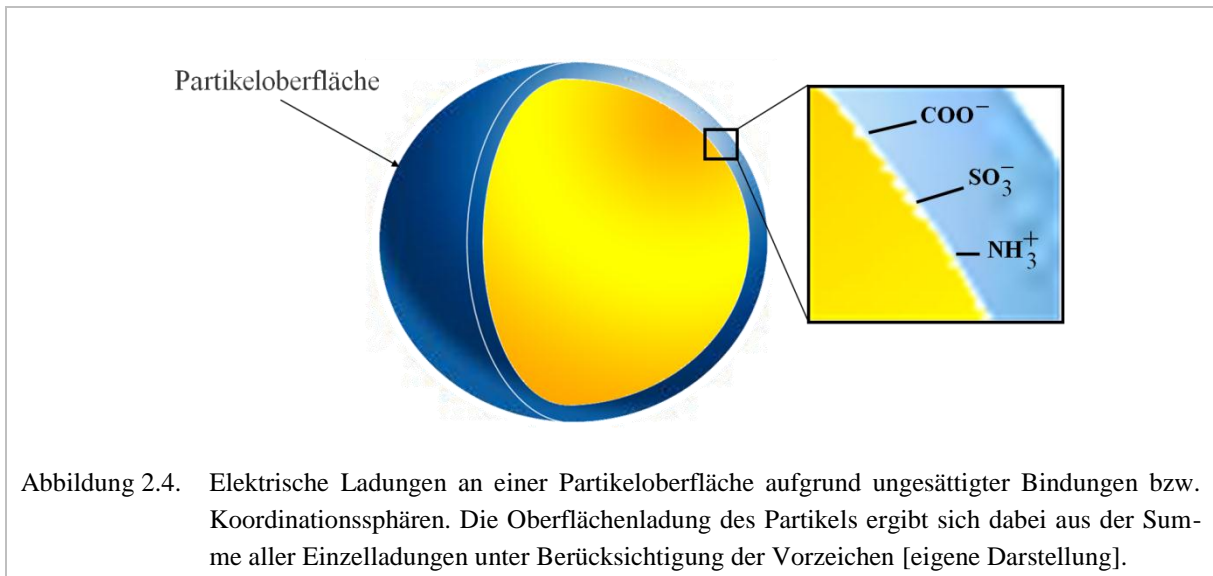 Partikeloberfläche
COO⁻
SO₃⁻
NH₃⁺
Abbildung 2.4. Elektrische Ladungen an einer Partikeloberfläche aufgrund ungesättigter Bindungen bzw.
Koordinationssphären. Die Oberflächenladung des Partikels ergibt sich dabei aus der Sum-
me aller Einzelladungen unter Berücksichtigung der Vorzeichen [eigene Darstellung].